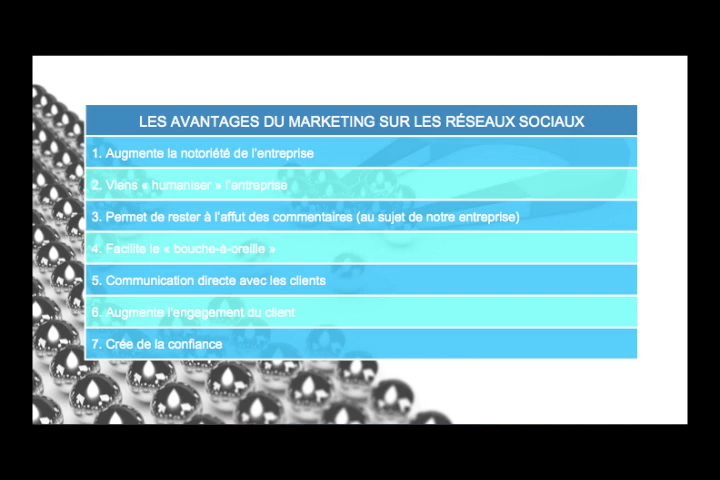 LES AVANTAGES DU MARKETING SUR LES RÉSEAUX SOCIAUX
1. Augmente la notoriété de l'entreprise
2. Viens « humaniser » l'entreprise
3. Permet de rester à l'affut des commentaires (au sujet de notre entreprise)
4. Facilite le « bouche-à-oreille »
5. Communication directe avec les clients
6. Augmente l'engagement du client
7. Crée de la confiance